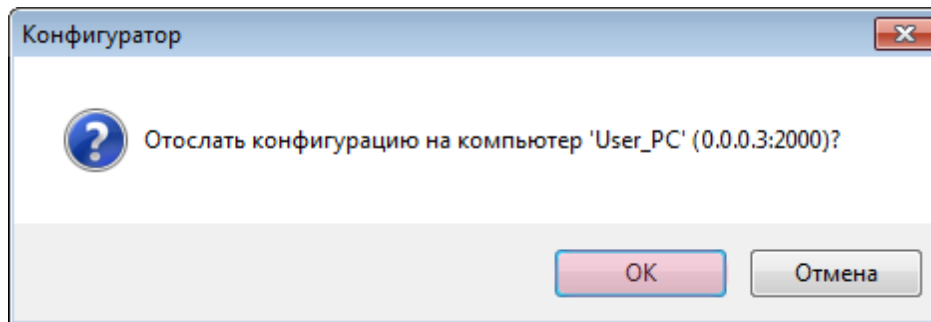 Конфигуратор
Отослать конфигурацию на компьютер 'User_PC' (0.0.0.3:2000)?
OK
Отмена